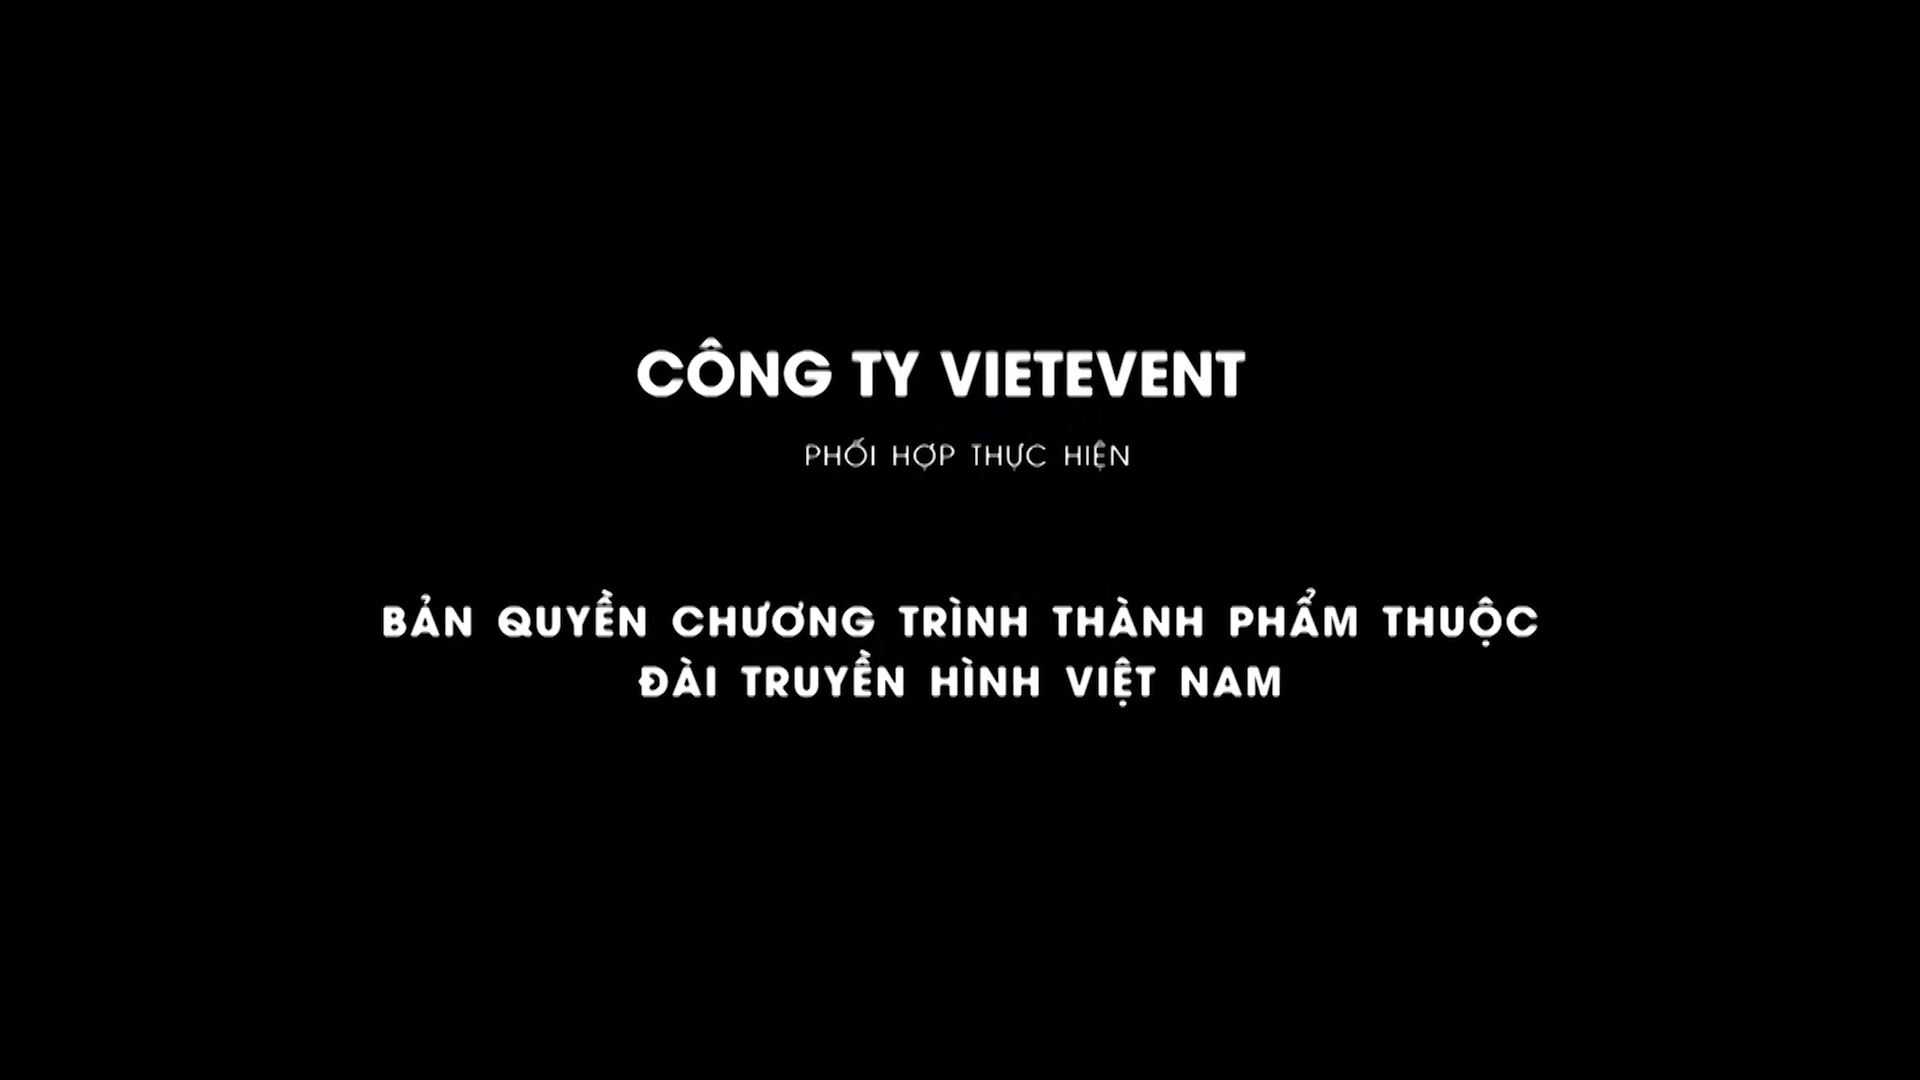 CÔNG TY VIETEVENT
PHỐI HỢP THỰC HIỆN
BẢN QUYỀN CHƯƠNG TRÌNH THÀNH PHẨM THUỘC
ĐÀI TRUYỀN HÌNH VIỆT NAM